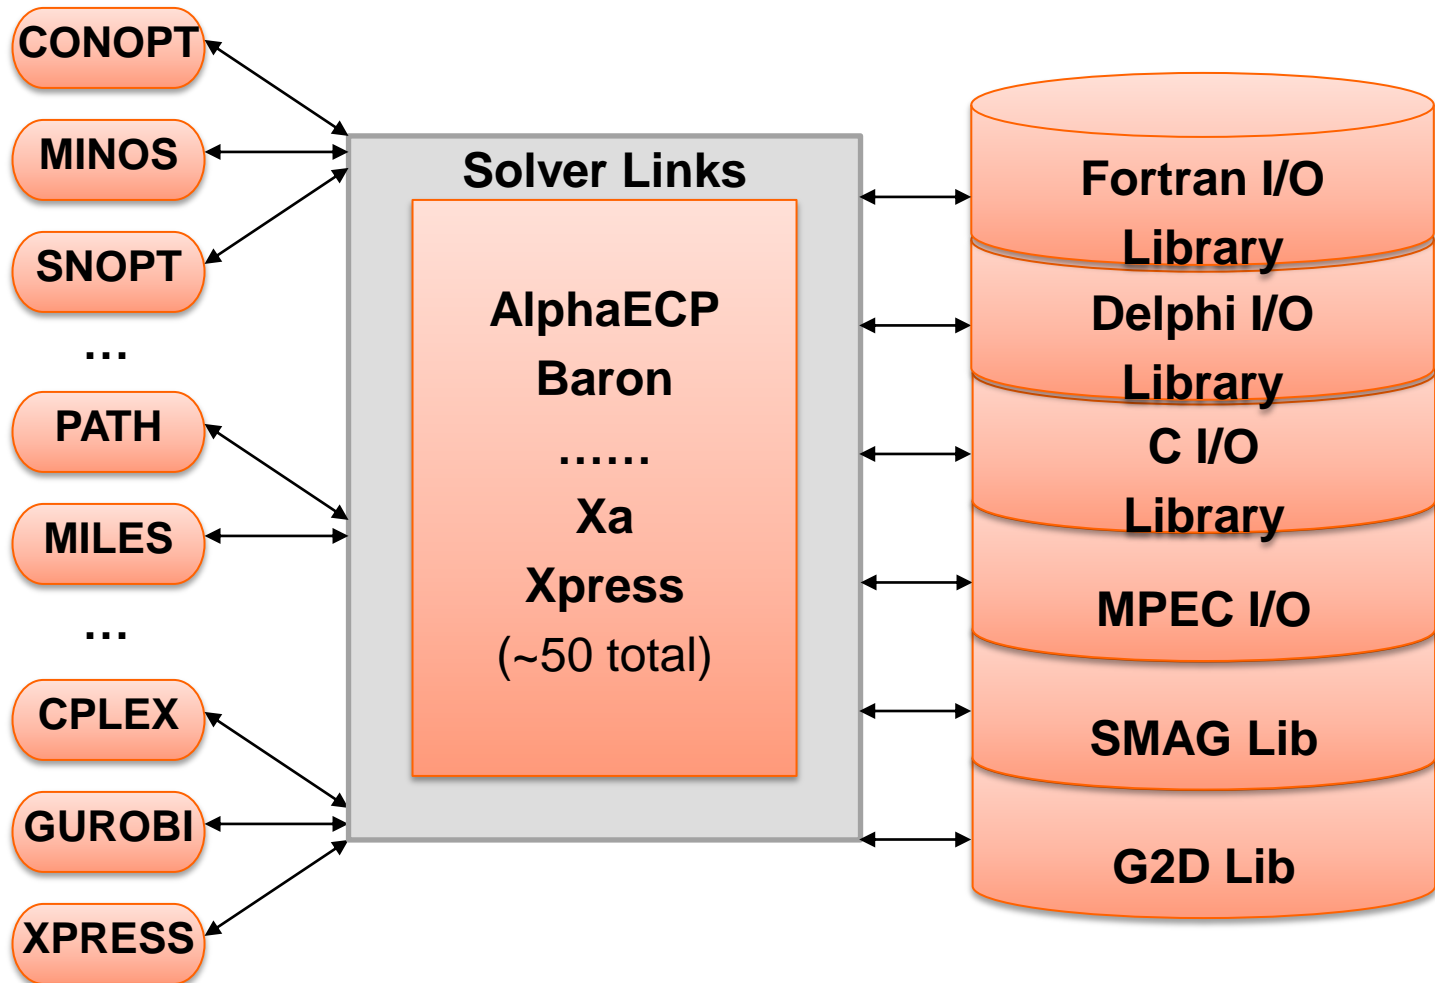 CONOPT
MINOS
SNOPT
…
PATH
MILES
…
CPLEX
GUROBI
XPRESS
Solver Links
AlphaECP
Baron
……
Xa
Xpress
(~50 total)
Fortran I/O
Library
Delphi I/O
Library
C I/O
Library
MPEC I/O
SMAG Lib
G2D Lib